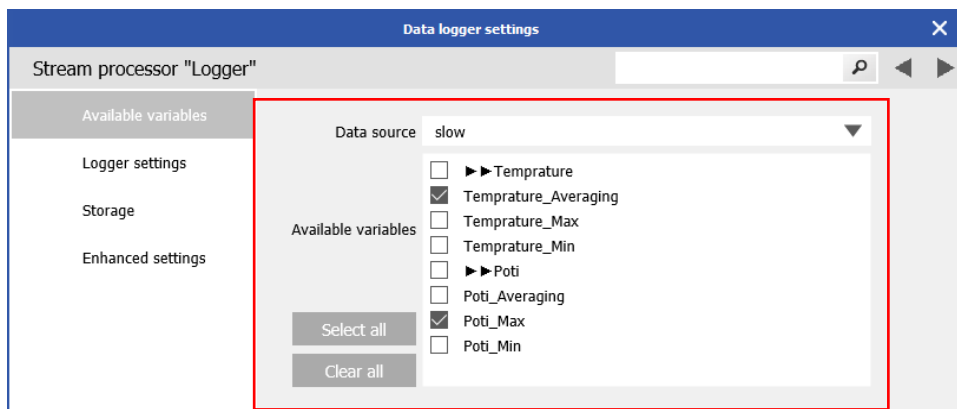 Data logger settings
Stream processor "Logger"
Available variables
Logger settings
Storage
Enhanced settings
Data source slow
Available variables
►►Temprature
Temprature_Averaging
Temprature_Max
Temprature_Min
►►Poti
Poti_Averaging
Poti_Max
Poti_Min
Select all
Clear all